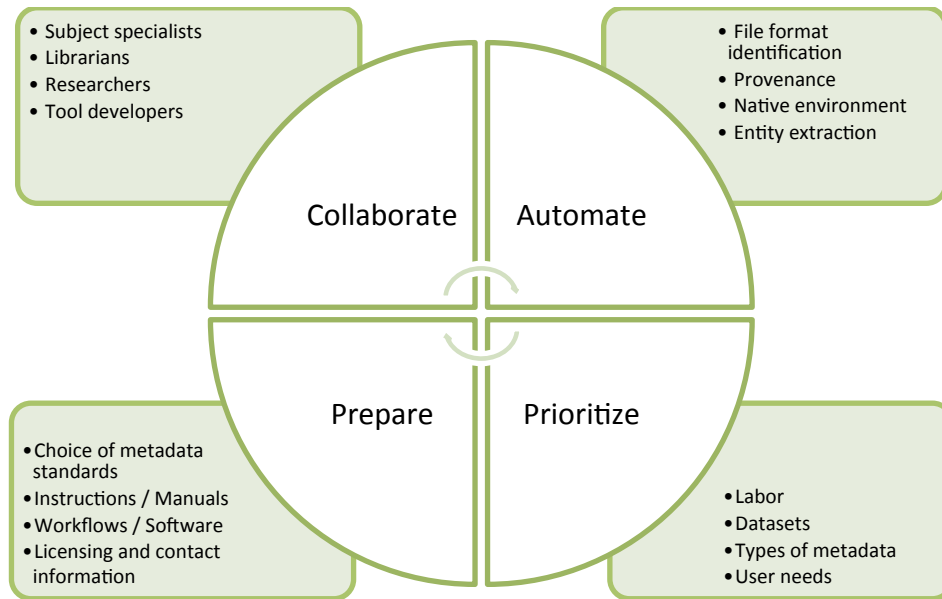 • Subject specialists
• Librarians
• Researchers
• Tool developers
• File format
identification
• Provenance
• Native environment
• Entity extraction
Collaborate
Automate
Prepare
Prioritize
•Choice of metadata
standards
•Instructions / Manuals
•Workflows / Software
•Licensing and contact
information
•Labor
•Datasets
•Types of metadata
•User needs